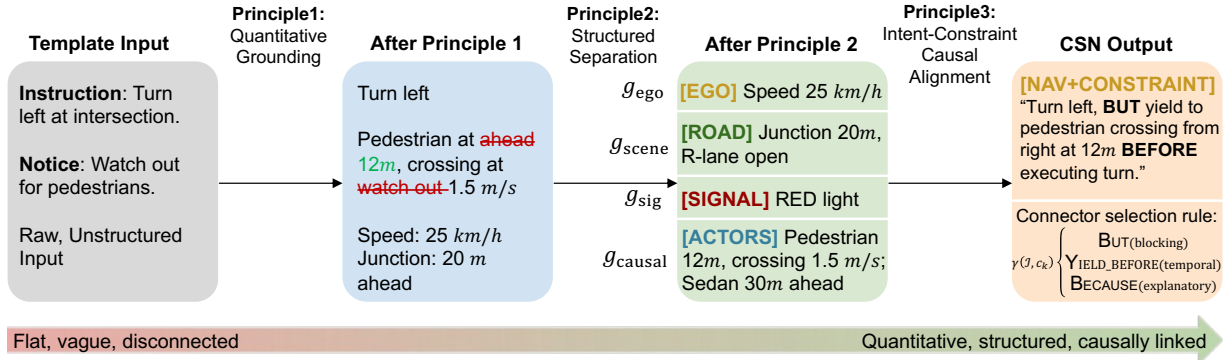 Principle1:
Quantitative
Grounding
Principle2:
Structured
Separation
Principle3:
Intent-Constraint
Causal
Alignment
Template Input
After Principle 1
After Principle 2
CSN Output
Instruction: Turn
left at intersection.
Notice: Watch out
for pedestrians.
Raw, Unstructured
Input
Turn left
Pedestrian at ahead
12m, crossing at
watch out 1.5 m/s
Speed: 25 km/h
Junction: 20 m
ahead
g_ego
[EGO] Speed 25 km/h
g_scene
[ROAD] Junction 20m,
R-lane open
g_sig
[SIGNAL] RED light
g_causal
[ACTORS] Pedestrian
12m, crossing 1.5 m/s;
Sedan 30m ahead
[NAV+CONSTRAINT]
“Turn left, BUT yield to
pedestrian crossing from
right at 12m BEFORE
executing turn.”
Connector selection rule:
γ(ℐ, c_k)
BUT(blocking)
YIELD_BEFORE(temporal)
BECAUSE(explanatory)
Flat, vague, disconnected
Quantitative, structured, causally linked